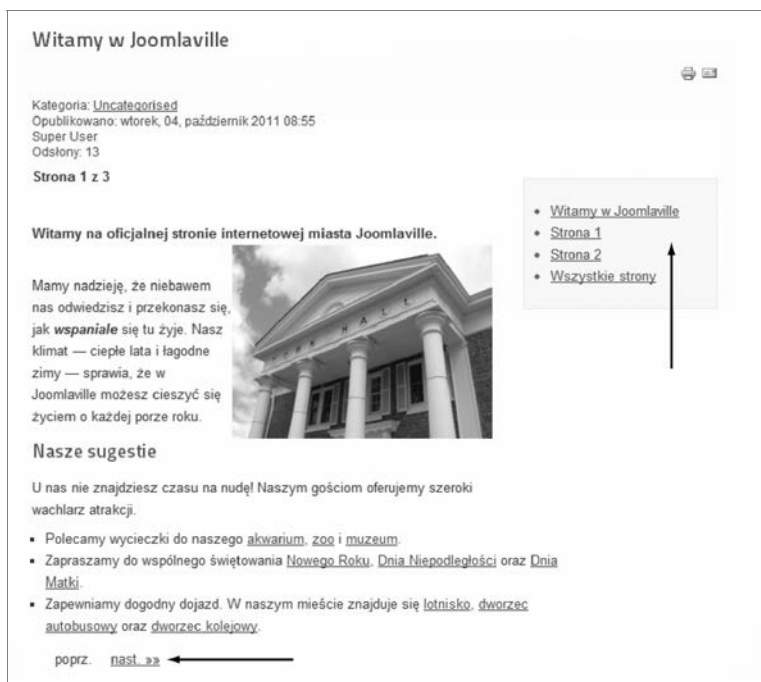 Witamy w Joomlaville
Kategoria: Uncategorised
Opublikowano: wtorek, 04, październik 2011 08:55
Super User
Odsłony: 13
Strona 1 z 3
• Witamy w Joomlaville
• Strona 1
• Strona 2
• Wszystkie strony
Witamy na oficjalnej stronie internetowej miasta Joomlaville.
Mamy nadzieję, że niebawem
nas odwiedzisz i przekonasz się,
jak wspaniale się tu żyje. Nasz
klimat — ciepłe lata i łagodne
zimy — sprawia, że w
Joomlaville możesz cieszyć się
życiem o każdej porze roku.
TOWN HALL
Nasze sugestie
U nas nie znajdziesz czasu na nudę! Naszym gościom oferujemy szeroki
wachlarz atrakcji.
▪ Polecamy wycieczki do naszego akwarium, zoo i muzeum.
▪ Zapraszamy do wspólnego świętowania Nowego Roku, Dnia Niepodległości oraz Dnia
Matki.
▪ Zapewniamy dogodny dojazd. W naszym mieście znajduje się lotnisko, dworzec
autobusowy oraz dworzec kolejowy.
poprz. nast. »»